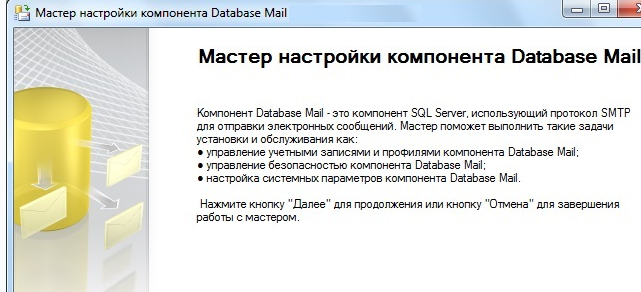 Мастер настройки компонента Database Mail
Мастер настройки компонента Database Mail
Компонент Database Mail - это компонент SQL Server, использующий протокол SMTP
для отправки электронных сообщений. Мастер поможет выполнить такие задачи
установки и обслуживания как:
● управление учетными записями и профилями компонента Database Mail;
● управление безопасностью компонента Database Mail;
● настройка системных параметров компонента Database Mail.
Нажмите кнопку "Далее" для продолжения или кнопку "Отмена" для завершения
работы с мастером.